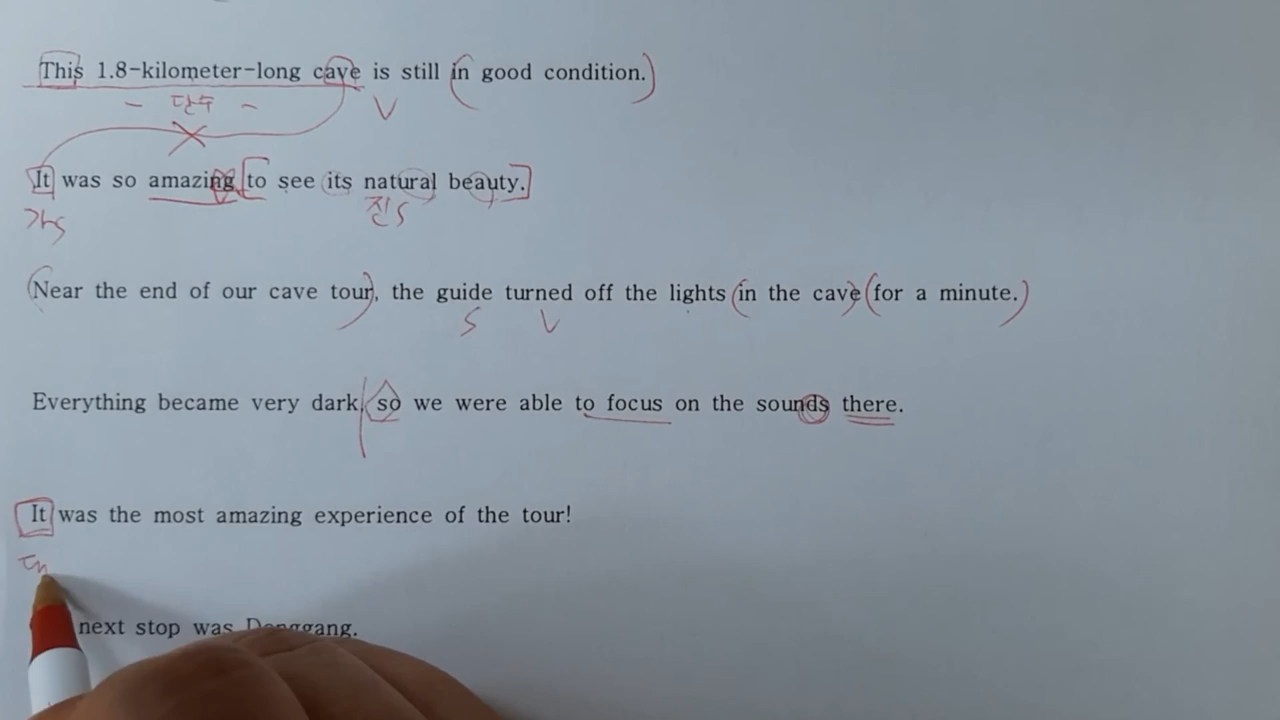 This 1.8-kilometer-long cave is still in good condition.
- 단수 ~
V
It was so amazing to see its natural beauty.
가S
진S
Near the end of our cave tour, the guide turned off the lights in the cave for a minute.
S V
Everything became very dark, so we were able to focus on the sounds there.
It was the most amazing experience of the tour!
next stop was Donggang.